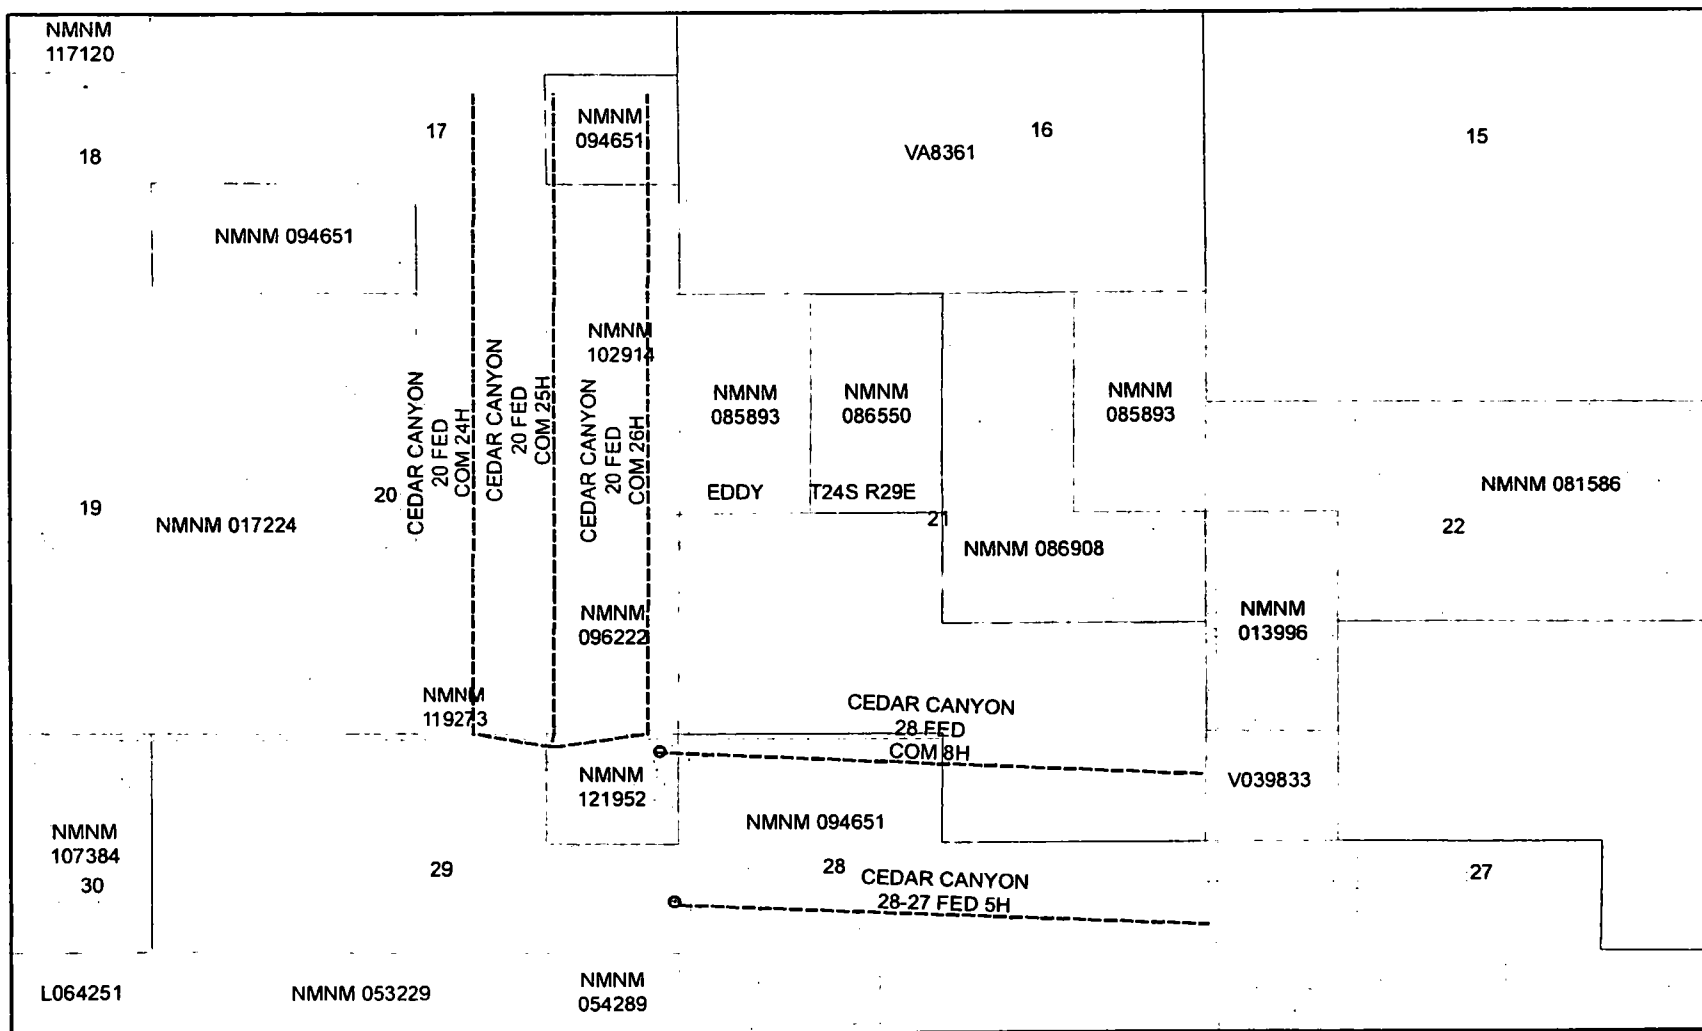 NMNM
117120
17
18
NMNM
094651
VA8361
16
15
NMNM 094651
NMNM
102914
CEDAR CANYON
20 FED
COM 24H
CEDAR CANYON
20 FED
COM 25H
CEDAR CANYON
20 FED
COM 26H
NMNM
085893
NMNM
086550
NMNM
085893
EDDY
T24S R29E
19
20
NMNM 017224
21
NMNM 086908
NMNM 081586
22
NMNM
096222
NMNM
013996
NMNM
119273
CEDAR CANYON
28 FED
COM 8H
NMNM
121952
V039833
NMNM
107384
30
29
NMNM 094651
28
CEDAR CANYON
28-27 FED 5H
27
L064251
NMNM 053229
NMNM
054289